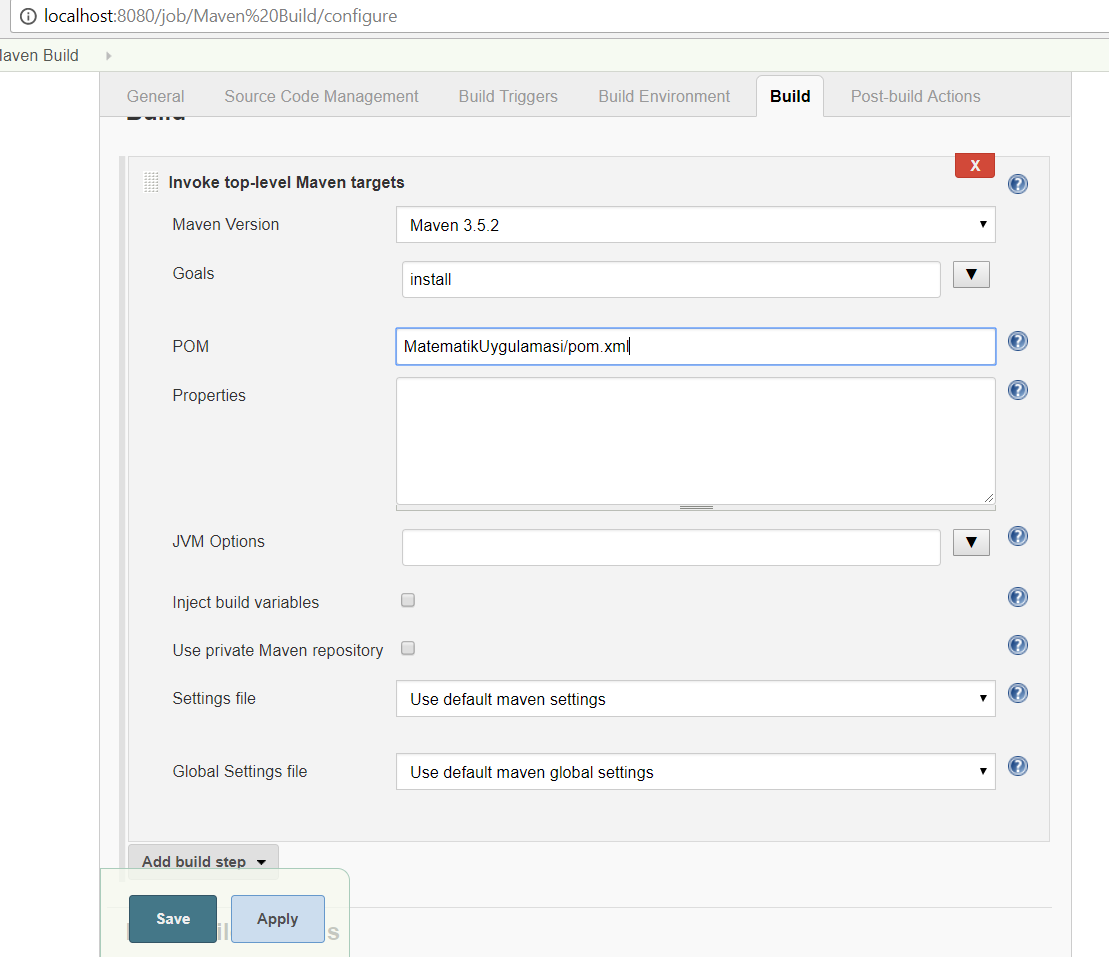 localhost:8080/job/Maven%20Build/configure
Maven Build
General Source Code Management Build Triggers Build Environment Build Post-build Actions
Build
X
Invoke top-level Maven targets
Maven Version Maven 3.5.2
Goals install
POM MatematikUygulamasi/pom.xml
Properties
JVM Options
Inject build variables
Use private Maven repository
Settings file Use default maven settings
Global Settings file Use default maven global settings
Add build step
Save Apply